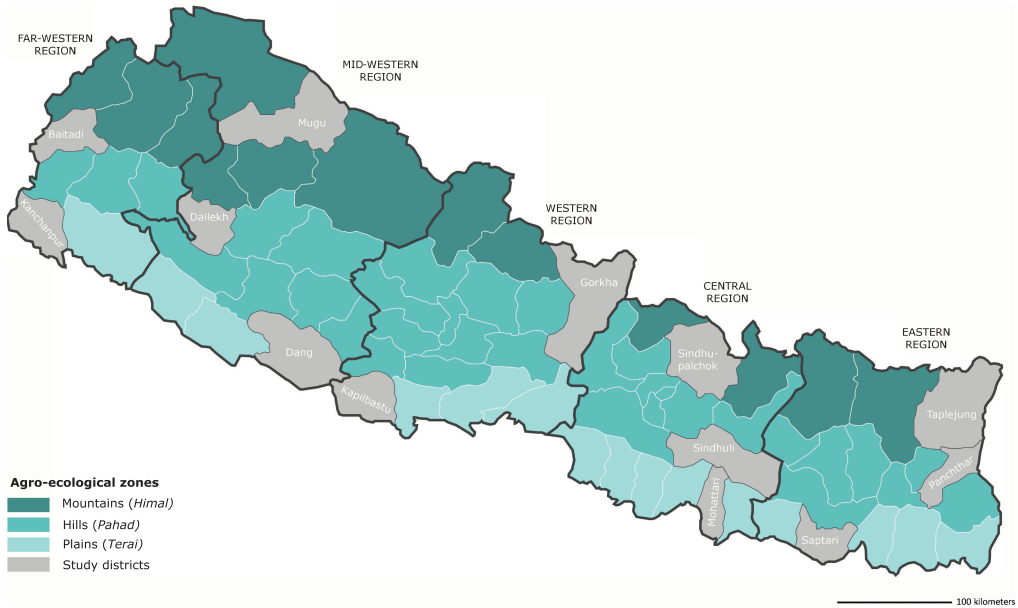 FAR-WESTERN
REGION
MID-WESTERN
REGION
Mugu
Baitadi
Kanchanpur
Dailekh
WESTERN
REGION
Gorkha
CENTRAL
REGION
EASTERN
REGION
Dang
Sindhu-
palchok
Kapilbastu
Taplejung
Sindhuli
Panchthar
Mohattari
Saptari
Agro-ecological zones
Mountains (Himal)
Hills (Pahad)
Plains (Terai)
Study districts
100 kilometers